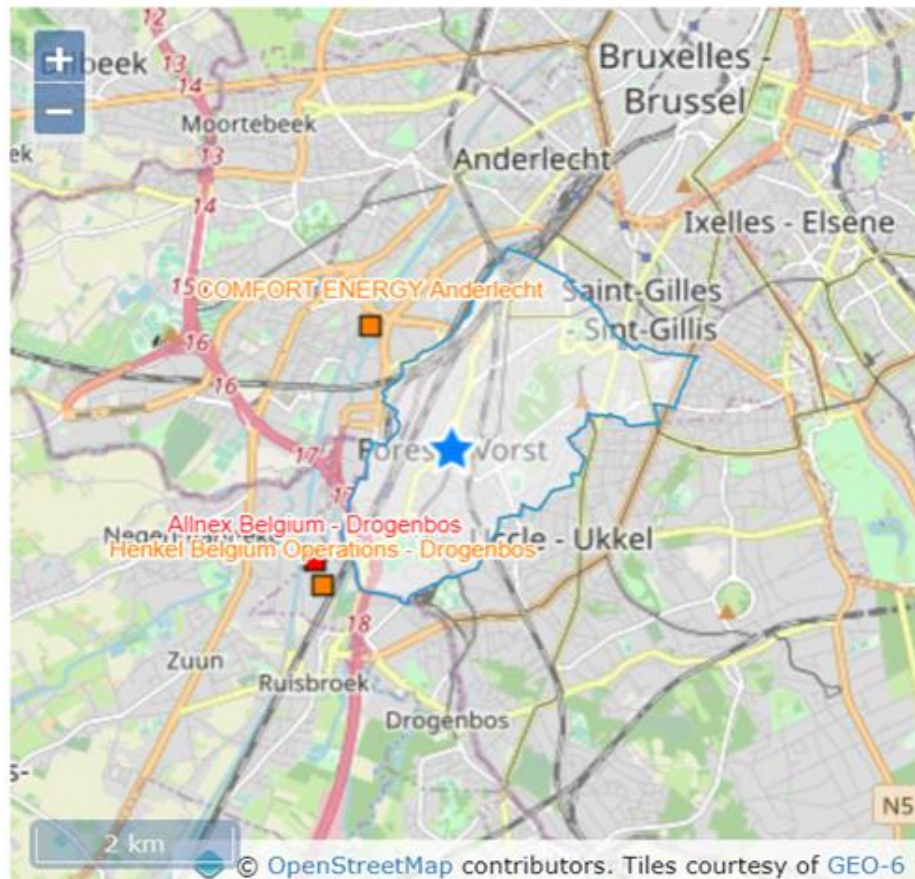 12
13
+
Bruxelles -
beek
14
Brussel
−
Moortebeek
13
ek
Anderlecht
14
Ixelles - Elsene
15
COMFORT ENERGY Anderlecht
Saint-Gilles
- Sint-Gillis
16
16
17
Vorst
17
Allnex Belgium - Drogenbos
Henkel Belgium Operations - Drogenbos
Uccle - Ukkel
18
Zuun
Ruisbroek
Drogenbos
s-
N5
2 km
© OpenStreetMap contributors. Tiles courtesy of GEO-6